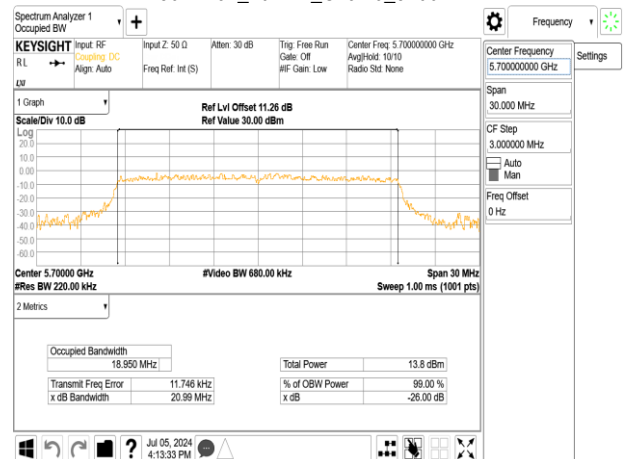 Spectrum Analyzer 1
Occupied BW
+
Frequency
KEYSIGHT
RL
Input: RF
Coupling: DC
Align: Auto
Input Z: 50 Ω
Freq Ref: Int (S)
Atten: 30 dB
Trig: Free Run
Gate: Off
#IF Gain: Low
Center Freq: 5.700000000 GHz
Avg|Hold: 10/10
Radio Std: None
LXI
Center Frequency
5.700000000 GHz
Settings
Span
30.000 MHz
CF Step
3.000000 MHz
Auto
Man
Freq Offset
0 Hz
1 Graph
Scale/Div 10.0 dB
Ref Lvl Offset 11.26 dB
Ref Value 30.00 dBm
Log
20.0
10.0
0.00
-10.0
-20.0
-30.0
-40.0
-50.0
-60.0
Center 5.70000 GHz
#Res BW 220.00 kHz
#Video BW 680.00 kHz
Span 30 MHz
Sweep 1.00 ms (1001 pts)
2 Metrics
Occupied Bandwidth
18.950 MHz
Transmit Freq Error 11.746 kHz
x dB Bandwidth 20.99 MHz
Total Power 13.8 dBm
% of OBW Power 99.00 %
x dB -26.00 dB
?
Jul 05, 2024
4:13:33 PM